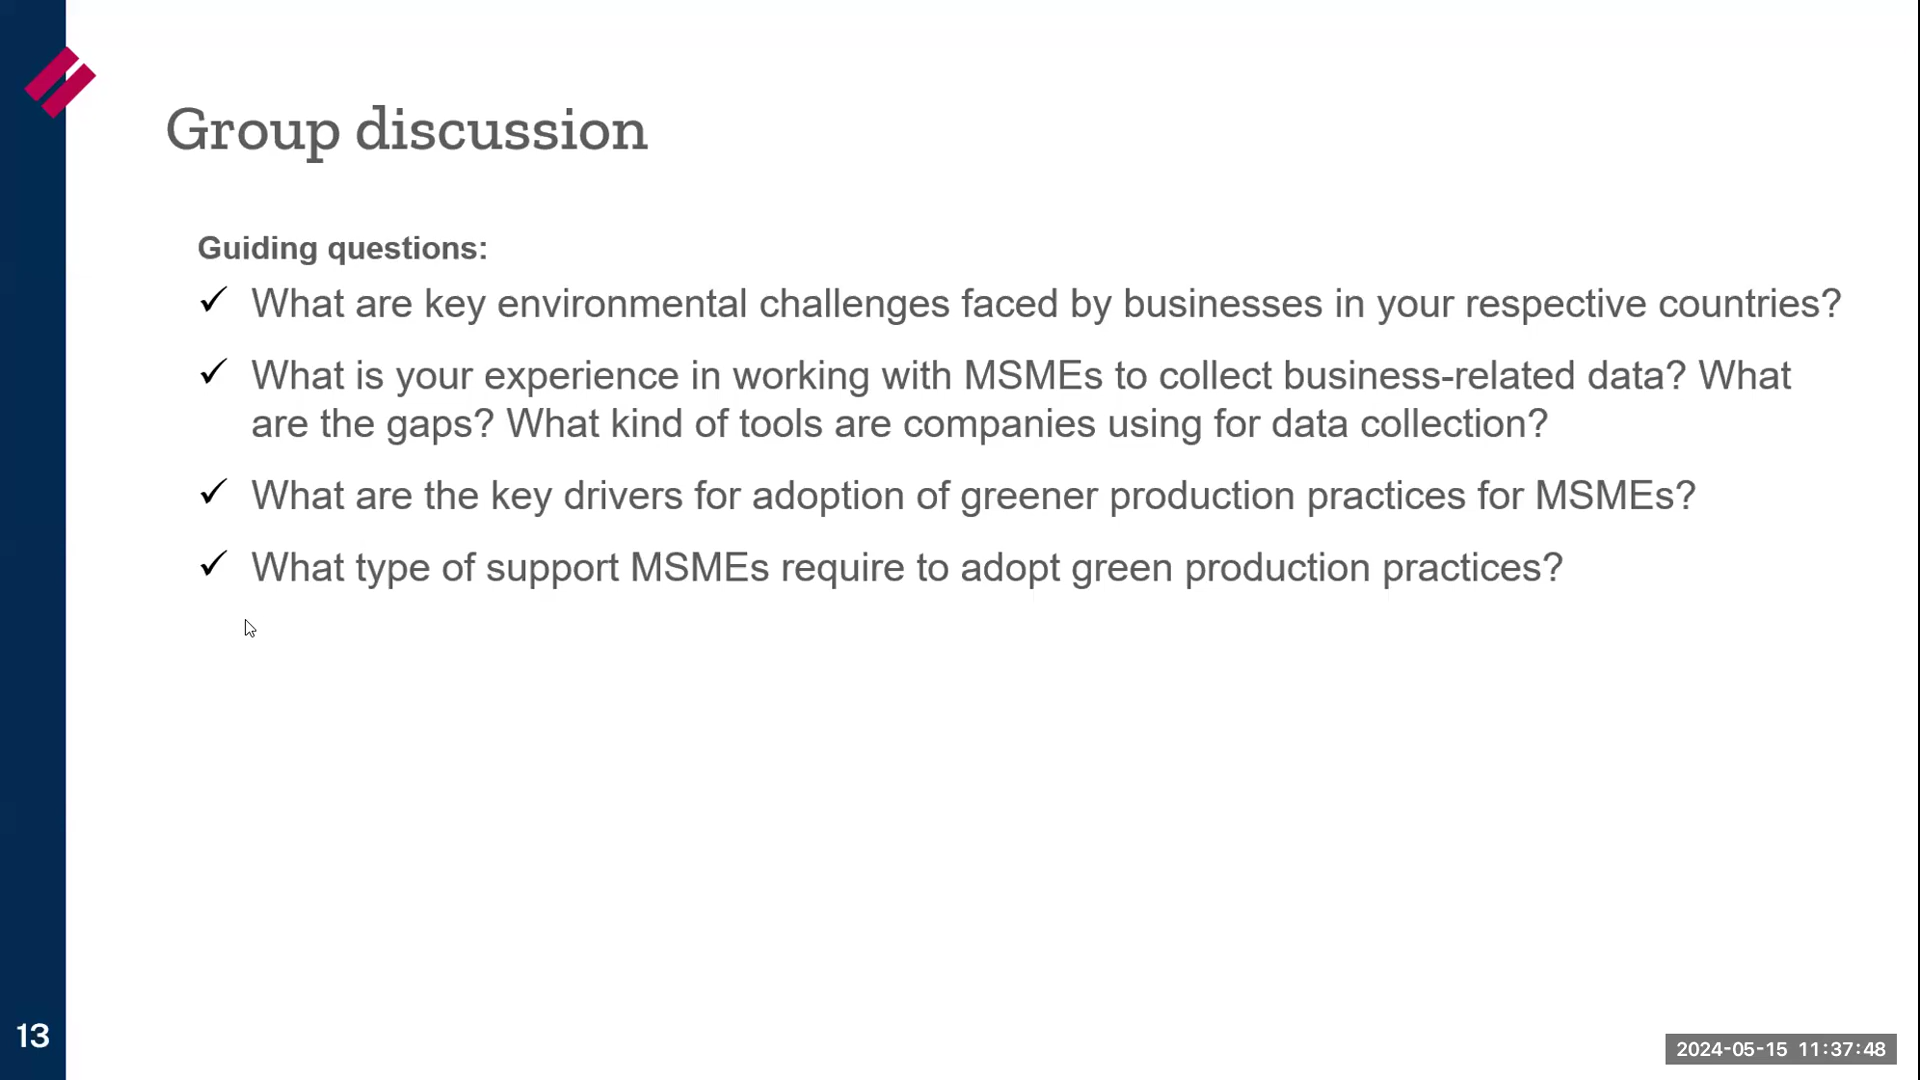 Group discussion
Guiding questions:
✓ What are key environmental challenges faced by businesses in your respective countries?
✓ What is your experience in working with MSMEs to collect business-related data? What
are the gaps? What kind of tools are companies using for data collection?
✓ What are the key drivers for adoption of greener production practices for MSMEs?
✓ What type of support MSMEs require to adopt green production practices?
13
2024-05-15 11:37:48